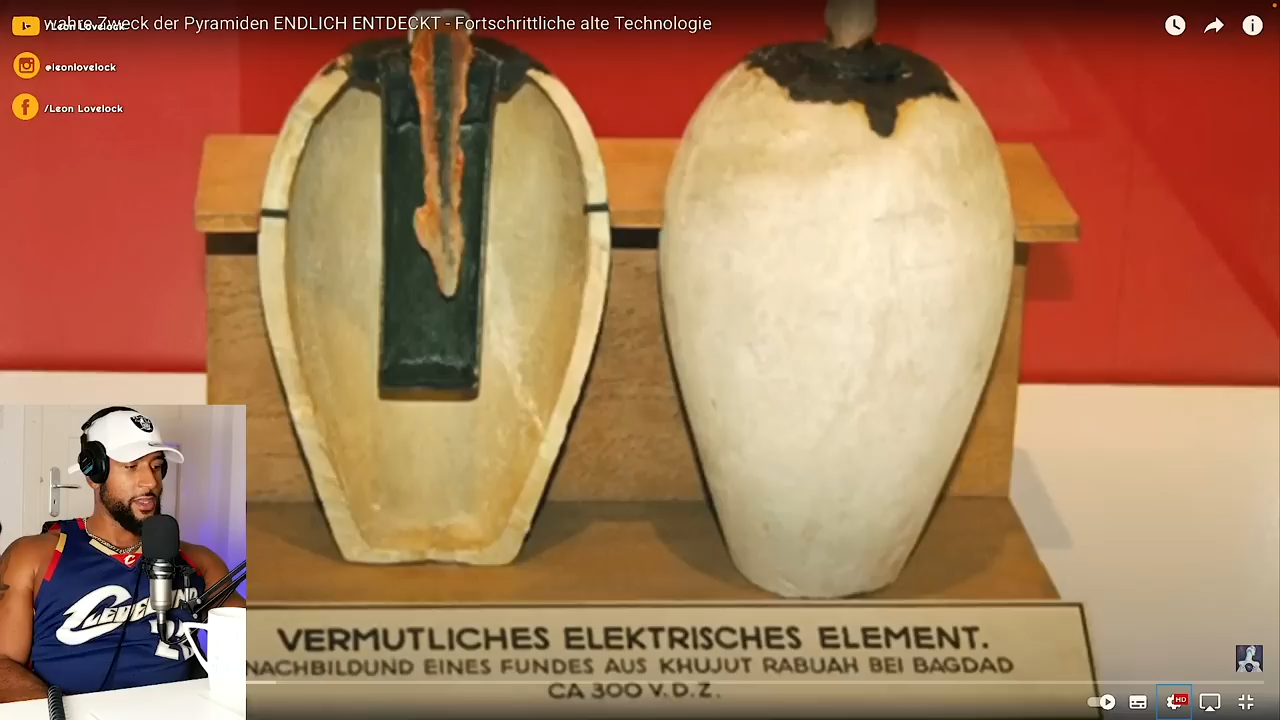 wahre Zweck der Pyramiden ENDLICH ENTDECKT - Fortschrittliche alte Technologie
/Leon Lovelock
@leonlovelock
/Leon Lovelock
VERMUTLICHES ELEKTRISCHES ELEMENT.
NACHBILDUND EINES FUNDES AUS KHUJUT RABUAH BEI BAGDAD
CA 300 V.D.Z.
HD